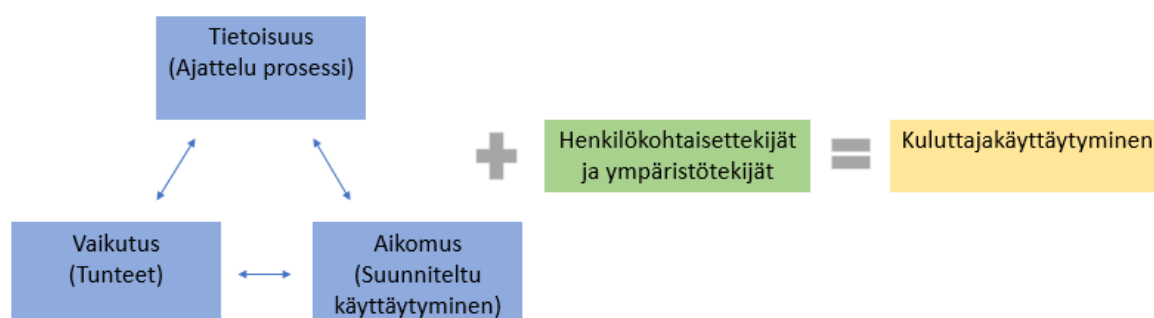 Tietoisuus
(Ajattelu prosessi)
Henkilökohtaisettekijät
ja ympäristötekijät
Kuluttajakäyttäytyminen
Vaikutus
(Tunteet)
Aikomus
(Suunniteltu
käyttäytyminen)